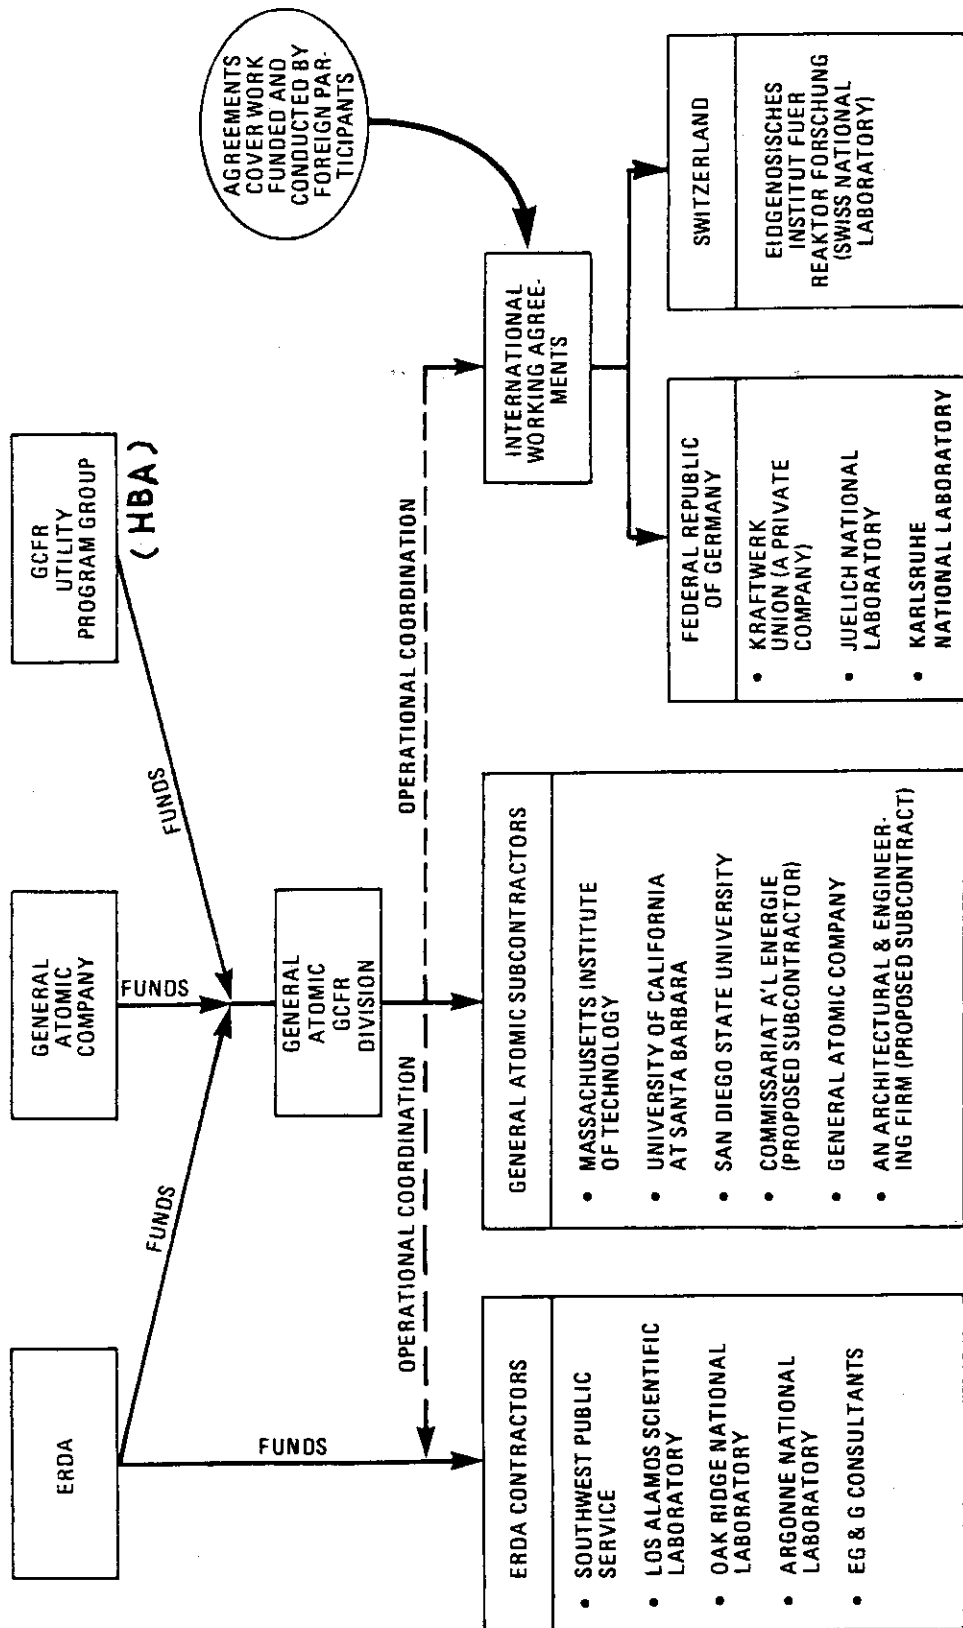 ERDA
GENERAL
ATOMIC
COMPANY
GCFR
UTILITY
PROGRAM GROUP
(HBA)
AGREEMENTS
COVER WORK
FUNDED AND
CONDUCTED BY
FOREIGN PAR-
TICIPANTS
FUNDS
FUNDS
FUNDS
FUNDS
GENERAL
ATOMIC
GCFR
DIVISION
OPERATIONAL COORDINATION
OPERATIONAL COORDINATION
INTERNATIONAL
WORKING AGREE-
MENTS
ERDA CONTRACTORS
• SOUTHWEST PUBLIC
SERVICE
• LOS ALAMOS SCIENTIFIC
LABORATORY
• OAK RIDGE NATIONAL
LABORATORY
• ARGONNE NATIONAL
LABORATORY
• EG & G CONSULTANTS
GENERAL ATOMIC SUBCONTRACTORS
• MASSACHUSETTS INSTITUTE
OF TECHNOLOGY
• UNIVERSITY OF CALIFORNIA
AT SANTA BARBARA
• SAN DIEGO STATE UNIVERSITY
• COMMISSARIAT A'L ENERGIE
(PROPOSED SUBCONTRACTOR)
• GENERAL ATOMIC COMPANY
• AN ARCHITECTURAL & ENGINEER-
ING FIRM (PROPOSED SUBCONTRACT)
FEDERAL REPUBLIC
OF GERMANY
• KRAFTWERK
UNION (A PRIVATE
COMPANY)
• JUELICH NATIONAL
LABORATORY
• KARLSRUHE
NATIONAL LABORATORY
SWITZERLAND
EIDGENOSISCHES
INSTITUT FUER
REAKTOR FORSCHUNG
(SWISS NATIONAL
LABORATORY)